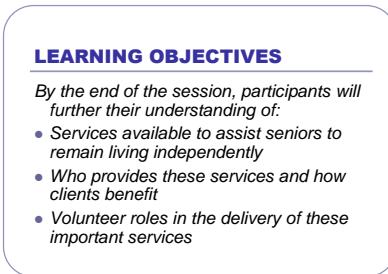 LEARNING OBJECTIVES
By the end of the session, participants will
further their understanding of:
● Services available to assist seniors to
remain living independently
● Who provides these services and how
clients benefit
● Volunteer roles in the delivery of these
important services